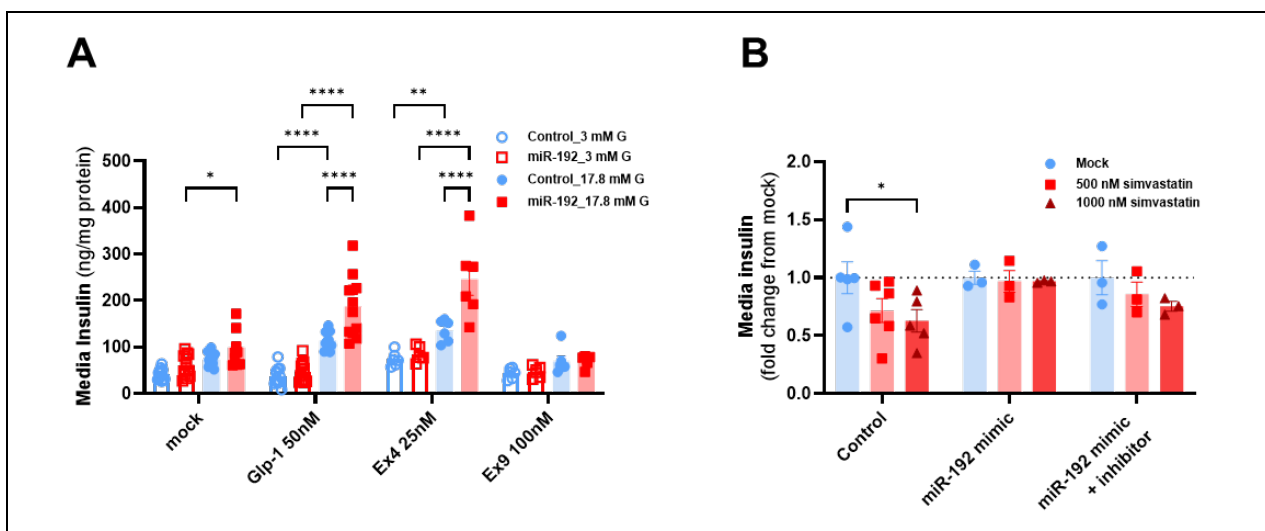 A
****
**
****
****
*
****
****
Control_3 mM G
miR-192_3 mM G
Control_17.8 mM G
miR-192_17.8 mM G
Media Insulin (ng/mg protein)
500
400
300
200
100
0
mock
Glp-1 50nM
Ex4 25nM
Ex9 100nM
B
Mock
500 nM simvastatin
1000 nM simvastatin
*
Media insulin
(fold change from mock)
2.0
1.5
1.0
0.5
0.0
Control
miR-192 mimic
miR-192 mimic
+ inhibitor